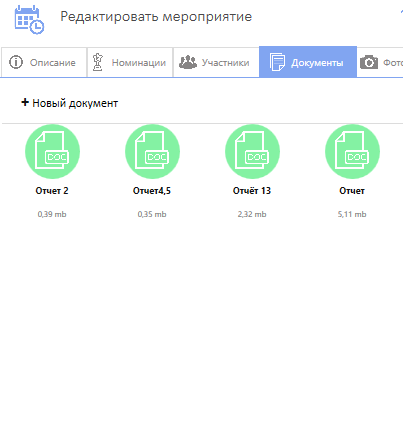 Редактировать мероприятие
Описание Номинации Участники Документы Фото
+ Новый документ
DOC DOC DOC DOC
Отчет 2 Отчет4,5 Отчёт 13 Отчет
0,39 mb 0,35 mb 2,32 mb 5,11 mb